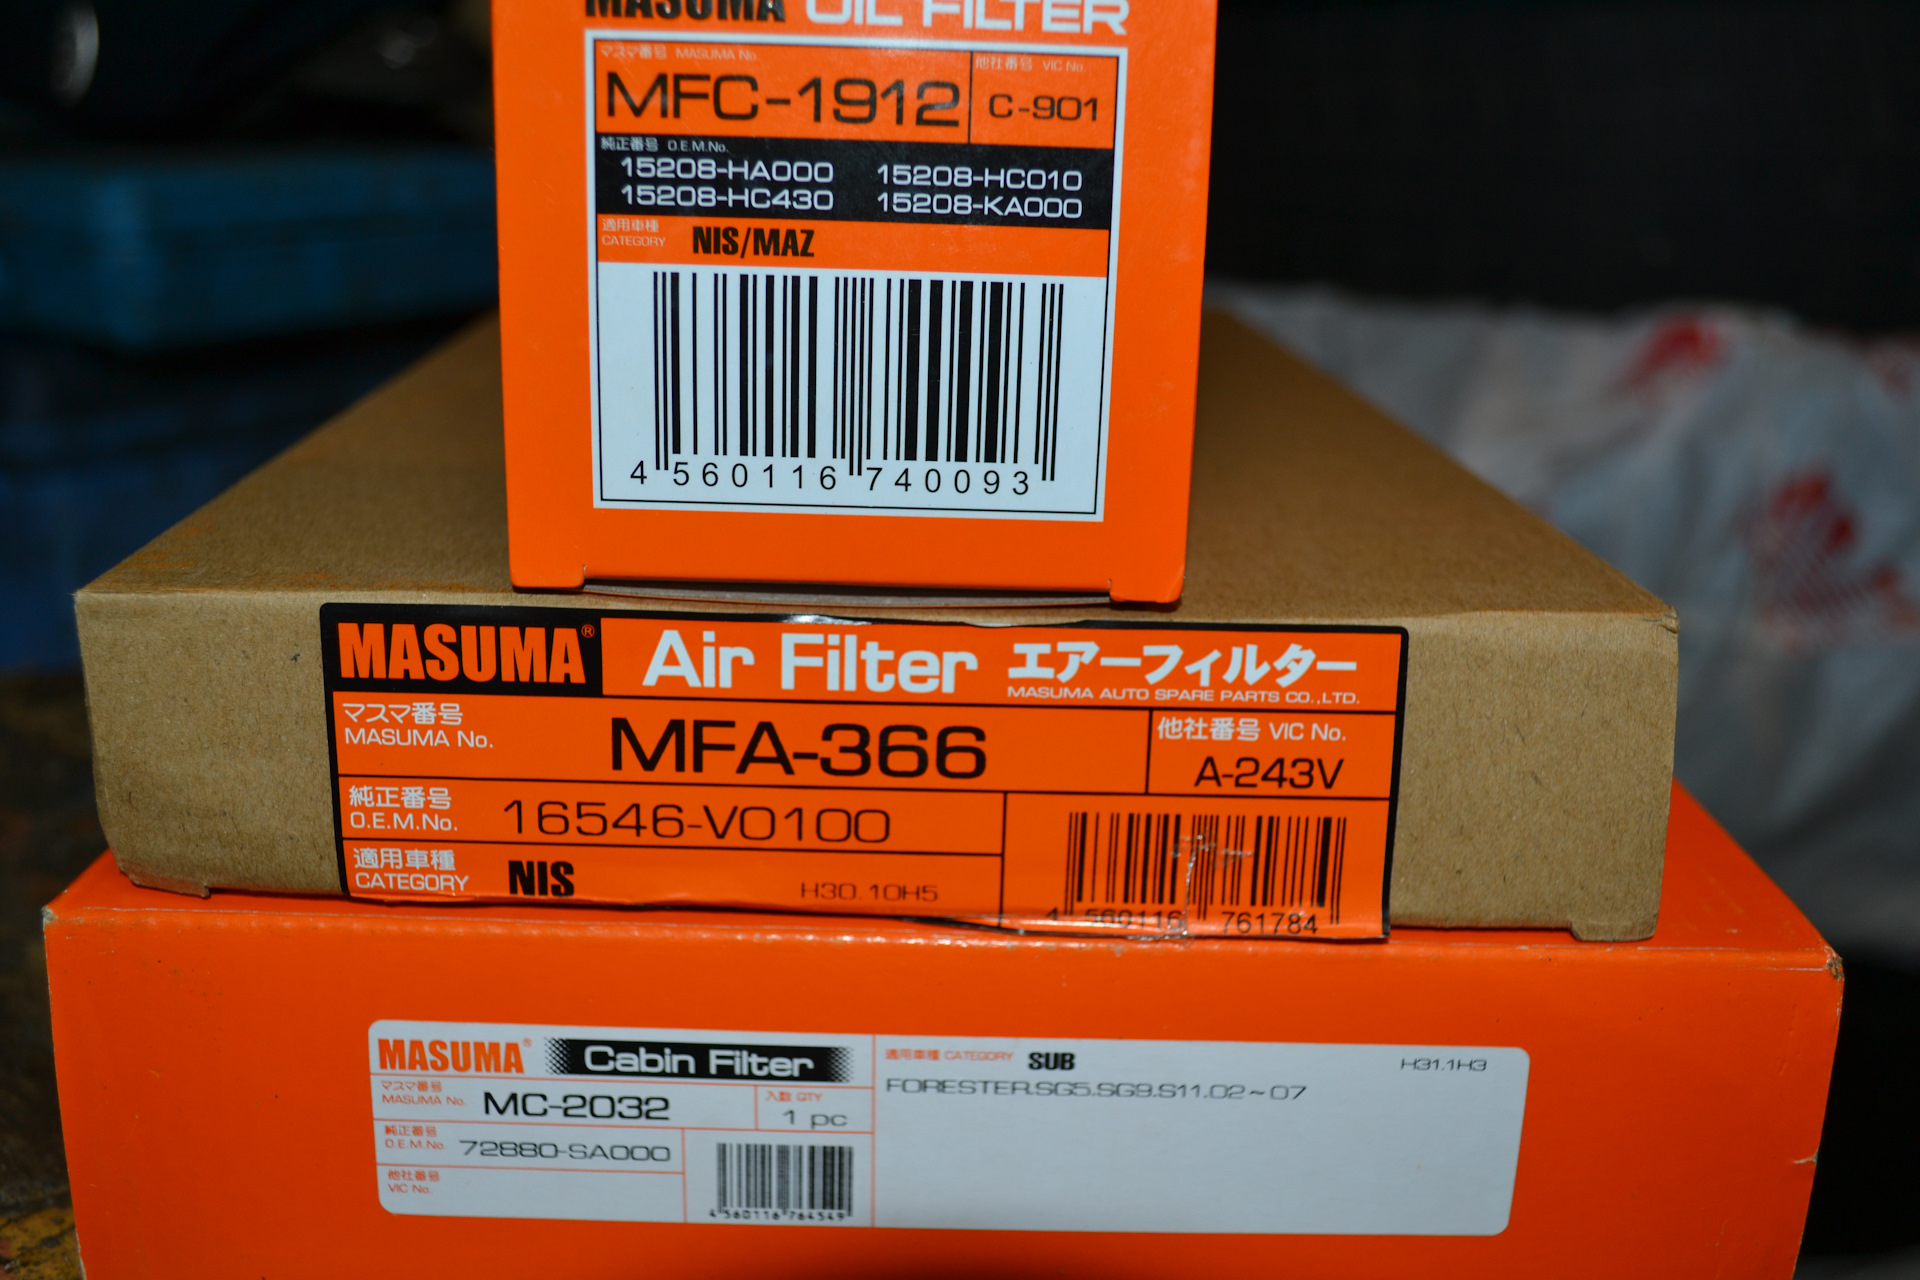 MASUMA OIL FILTER
マスマ番号 MASUMA No.
MFC-1912
他社番号 VIC No.
C-901
純正番号 O.E.M.No.
15208-HA000 15208-HC010
15208-HC430 15208-KA000
適用車種
CATEGORY NIS/MAZ
4 560116 740093
MASUMA® Air Filter エアーフィルター
MASUMA AUTO SPARE PARTS CO.,LTD.
マスマ番号
MASUMA No.
MFA-366
他社番号 VIC No.
A-243V
純正番号
O.E.M.No.
16546-V0100
適用車種
CATEGORY
NIS
H30.10H5
4 560116 761784
MASUMA® Cabin Filter
マスマ番号
MASUMA No.
MC-2032
入数 QTY
1 pc
純正番号
O.E.M.No.
72880-SA000
他社番号
VIC No.
4 560116 764549
適用車種 CATEGORY SUB
H31.1H3
FORESTER.SG5.SG9.S11.02~07